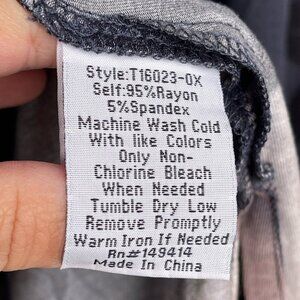 Style:T16023-0X
Self:95%Rayon
5%Spandex
Machine Wash Cold
With like Colors
Only Non-
Chlorine Bleach
When Needed
Tumble Dry Low
Remove Promptly
Warm Iron If Needed
Rn#149414
Made In China